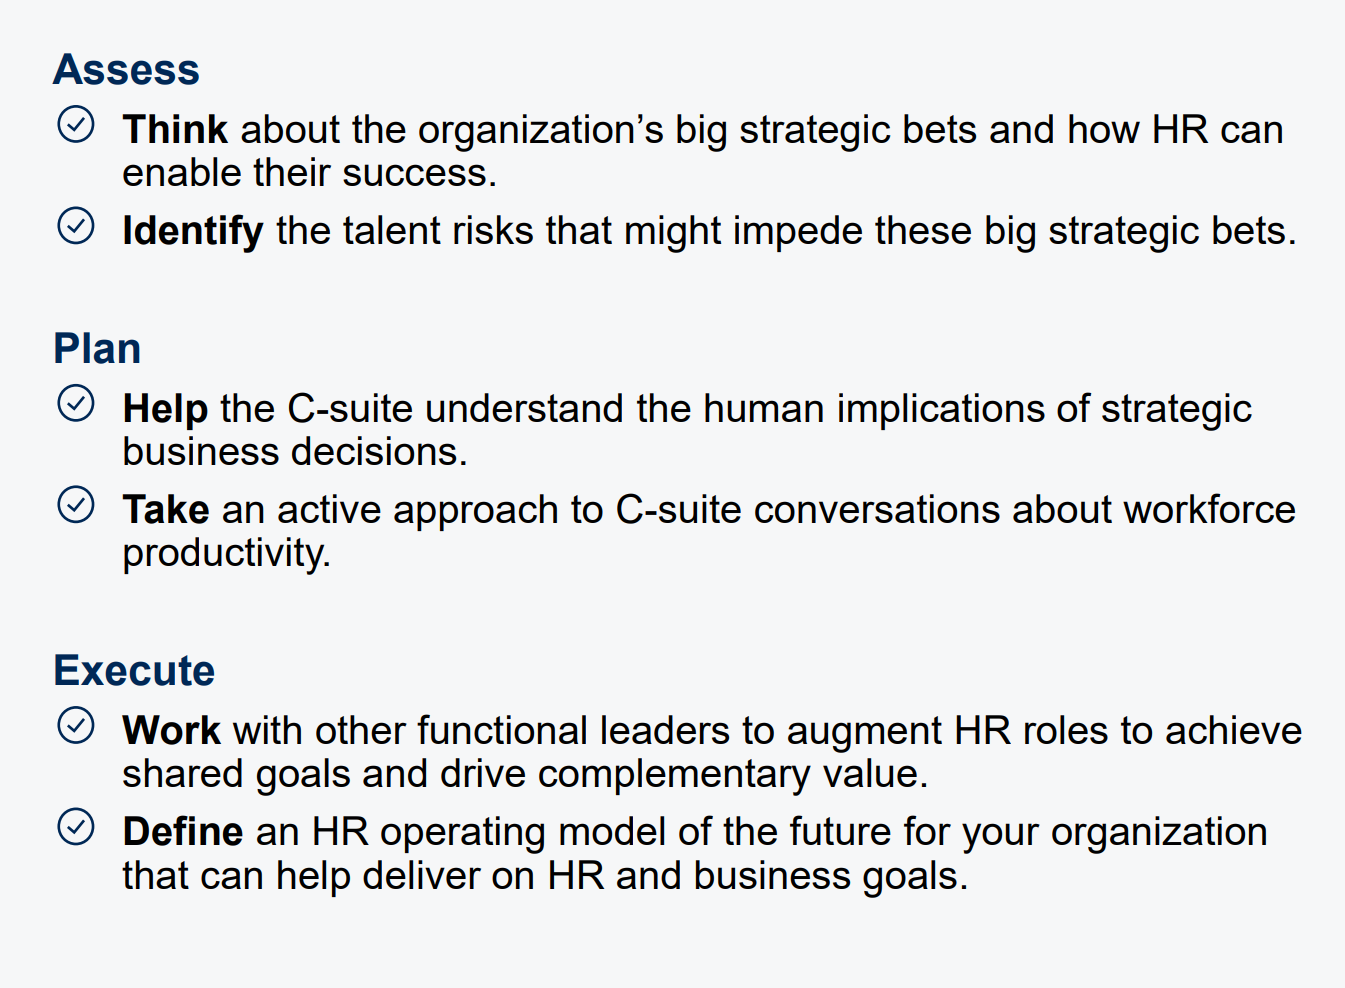 Assess
Think about the organization’s big strategic bets and how HR can
enable their success.
Identify the talent risks that might impede these big strategic bets.
Plan
Help the C-suite understand the human implications of strategic
business decisions.
Take an active approach to C-suite conversations about workforce
productivity.
Execute
Work with other functional leaders to augment HR roles to achieve
shared goals and drive complementary value.
Define an HR operating model of the future for your organization
that can help deliver on HR and business goals.